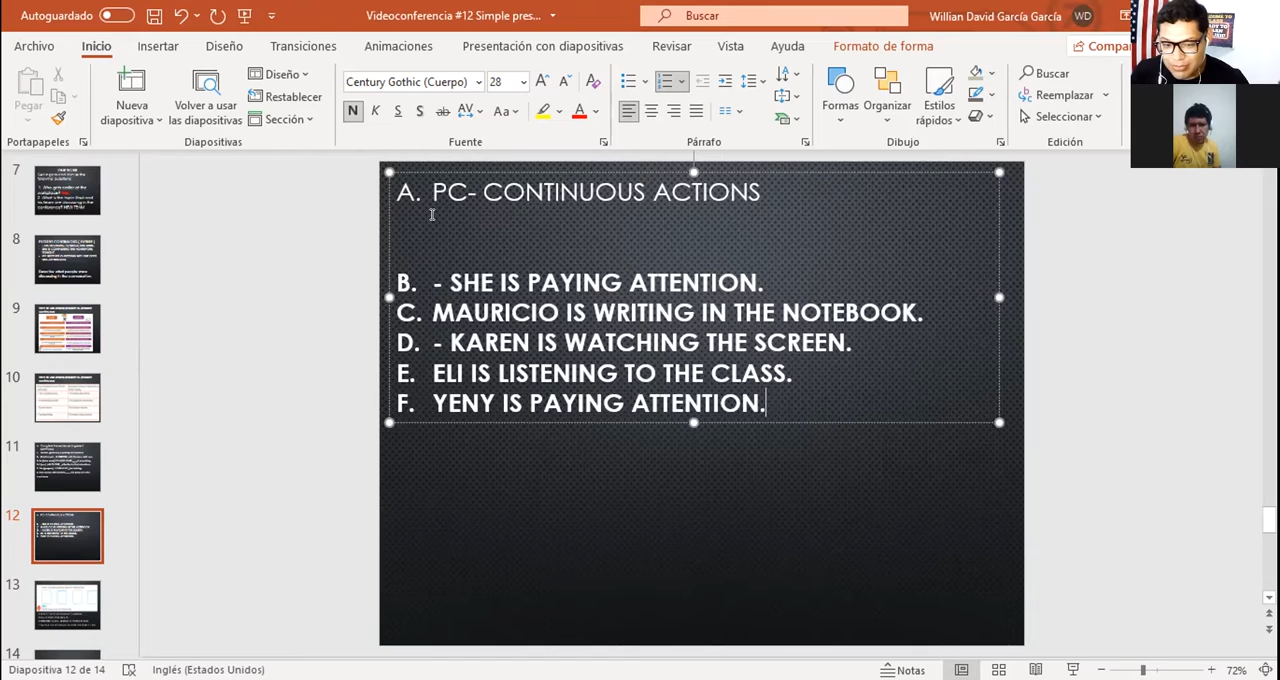 Autoguardado
Videoconferencia #12 Simple pres...
Buscar
Willian David García García
WD
Archivo
Inicio
Insertar
Diseño
Transiciones
Animaciones
Presentación con diapositivas
Revisar
Vista
Ayuda
Formato de forma
Compar
Pegar
Nueva
diapositiva
Volver a usar
las diapositivas
Diseño
Restablecer
Sección
Century Gothic (Cuerpo)
28
N K S S ab AV Aa A
Formas
Organizar
Estilos
rápidos
Buscar
Reemplazar
Seleccionar
Portapapeles
Diapositivas
Fuente
Párrafo
Dibujo
Edición
7
8
9
10
11
12
13
14
A. PC- CONTINUOUS ACTIONS
B. - SHE IS PAYING ATTENTION.
C. MAURICIO IS WRITING IN THE NOTEBOOK.
D. - KAREN IS WATCHING THE SCREEN.
E. ELI IS LISTENING TO THE CLASS.
F. YENY IS PAYING ATTENTION.
Diapositiva 12 de 14
Inglés (Estados Unidos)
Notas
72%